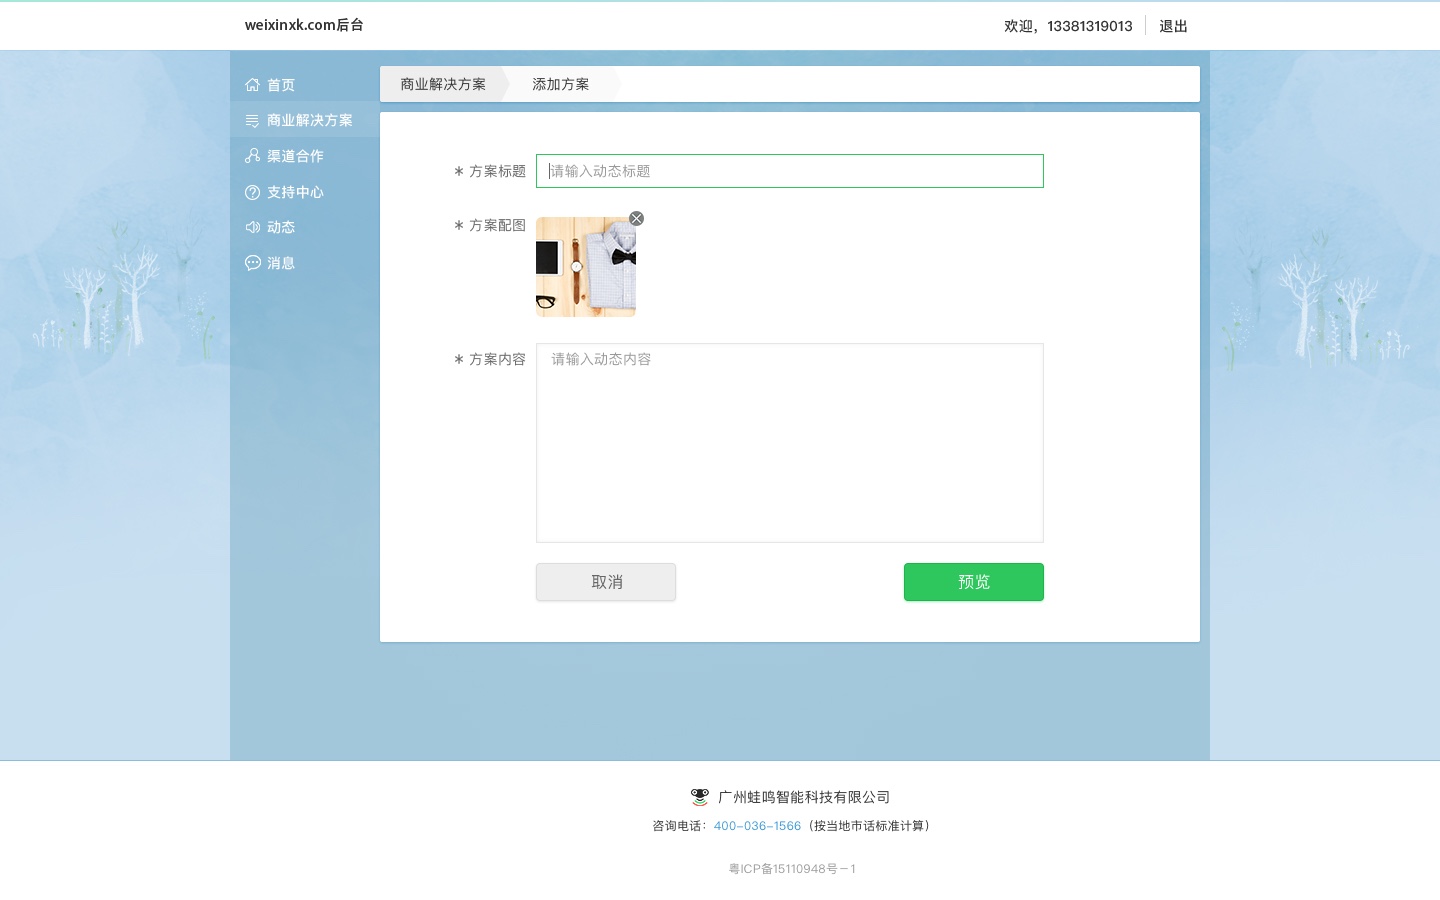 weixinxk.com后台
欢迎，13381319013
退出
首页
商业解决方案
渠道合作
支持中心
动态
消息
商业解决方案
添加方案
* 方案标题
请输入动态标题
* 方案配图
* 方案内容
请输入动态内容
取消
预览
广州蛙鸣智能科技有限公司
咨询电话：400-036-1566（按当地市话标准计算）
粤ICP备15110948号－1